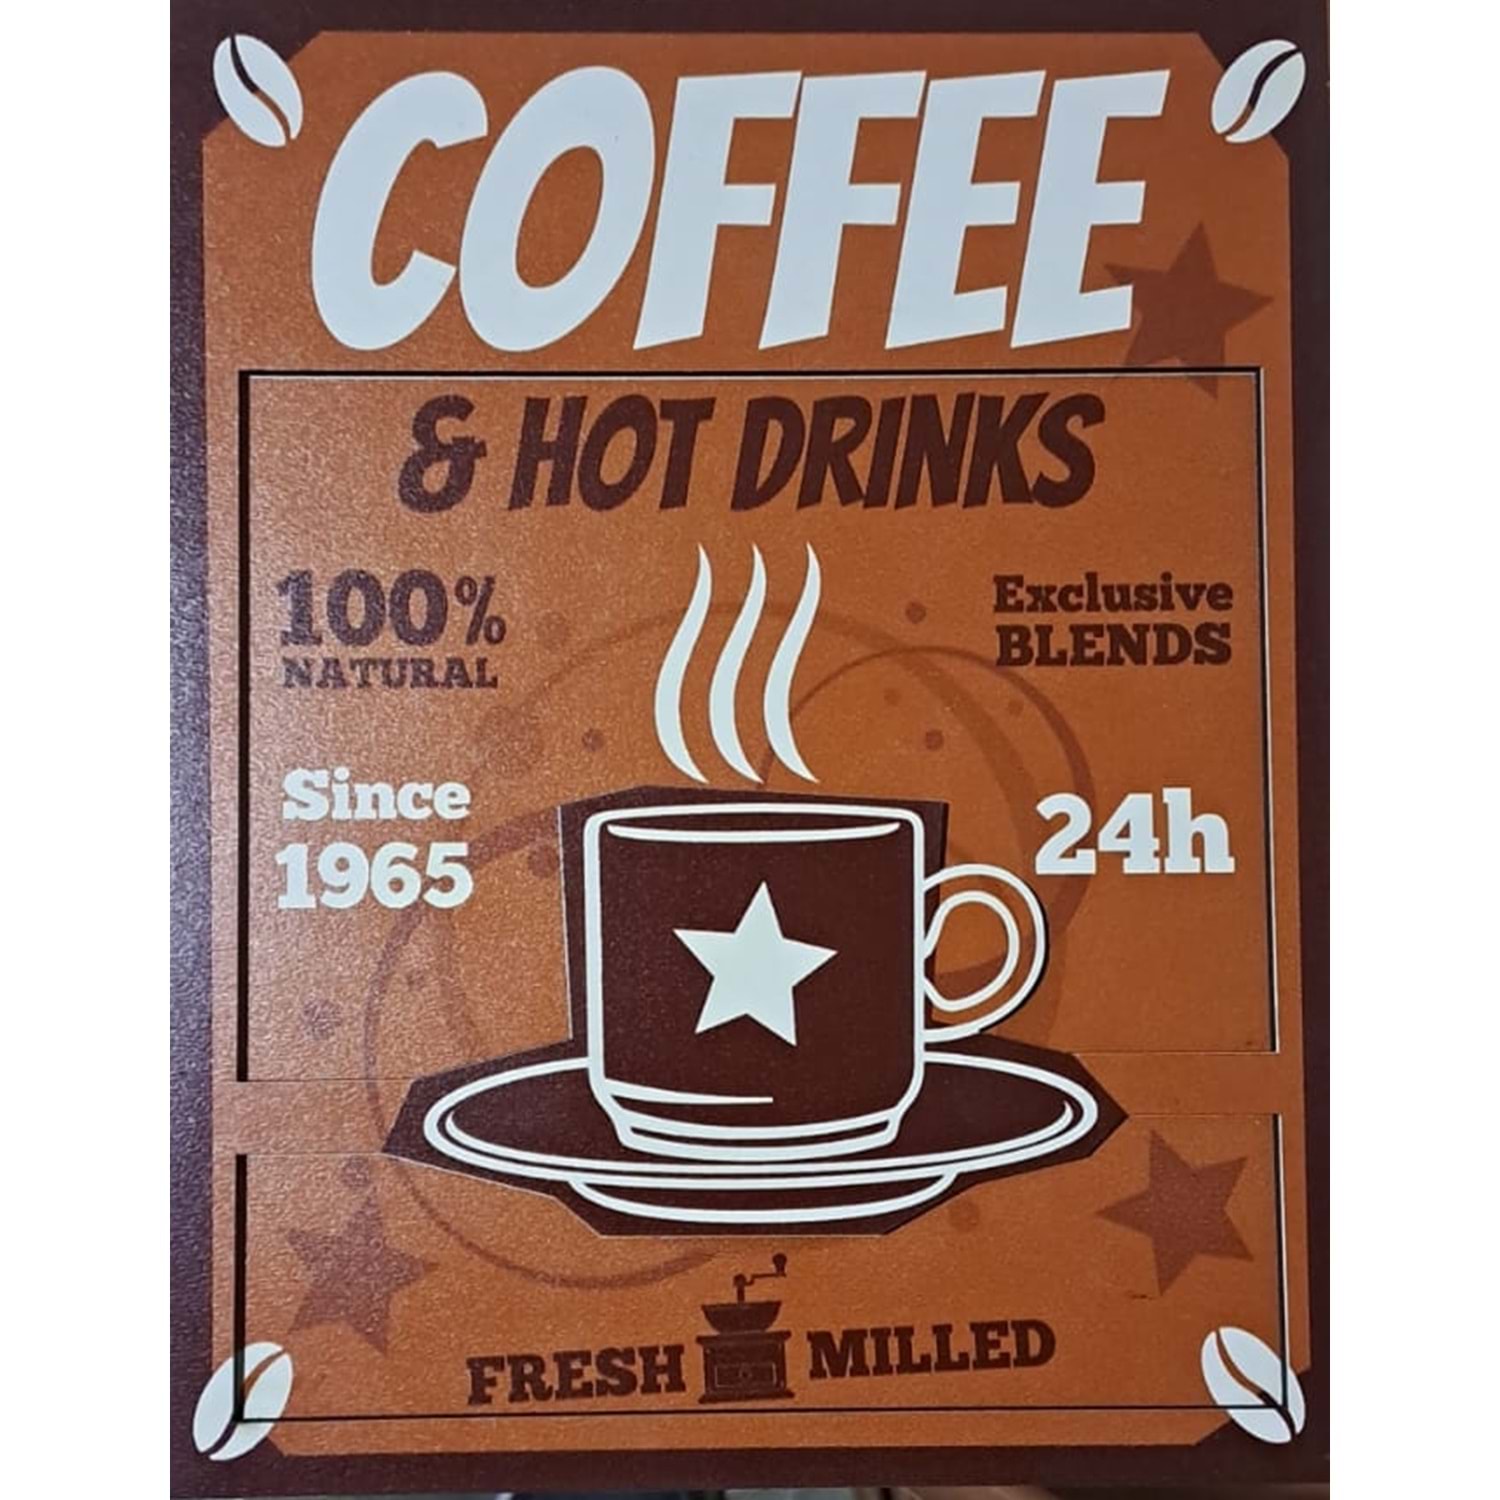 COFFEE
& HOT DRINKS
100%
NATURAL
Exclusive
BLENDS
Since
1965
24h
FRESH MILLED